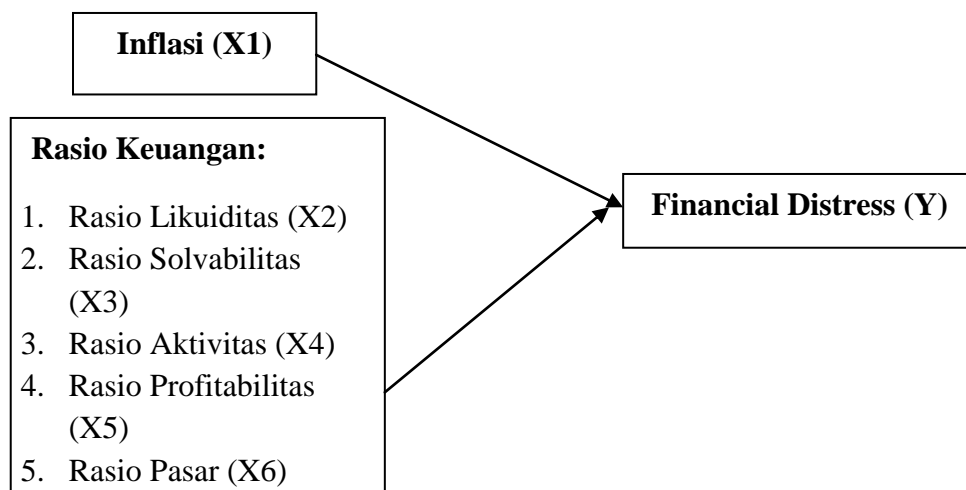 Inflasi (X1)
Rasio Keuangan:
1. Rasio Likuiditas (X2)
2. Rasio Solvabilitas
(X3)
3. Rasio Aktivitas (X4)
4. Rasio Profitabilitas
(X5)
5. Rasio Pasar (X6)
Financial Distress (Y)